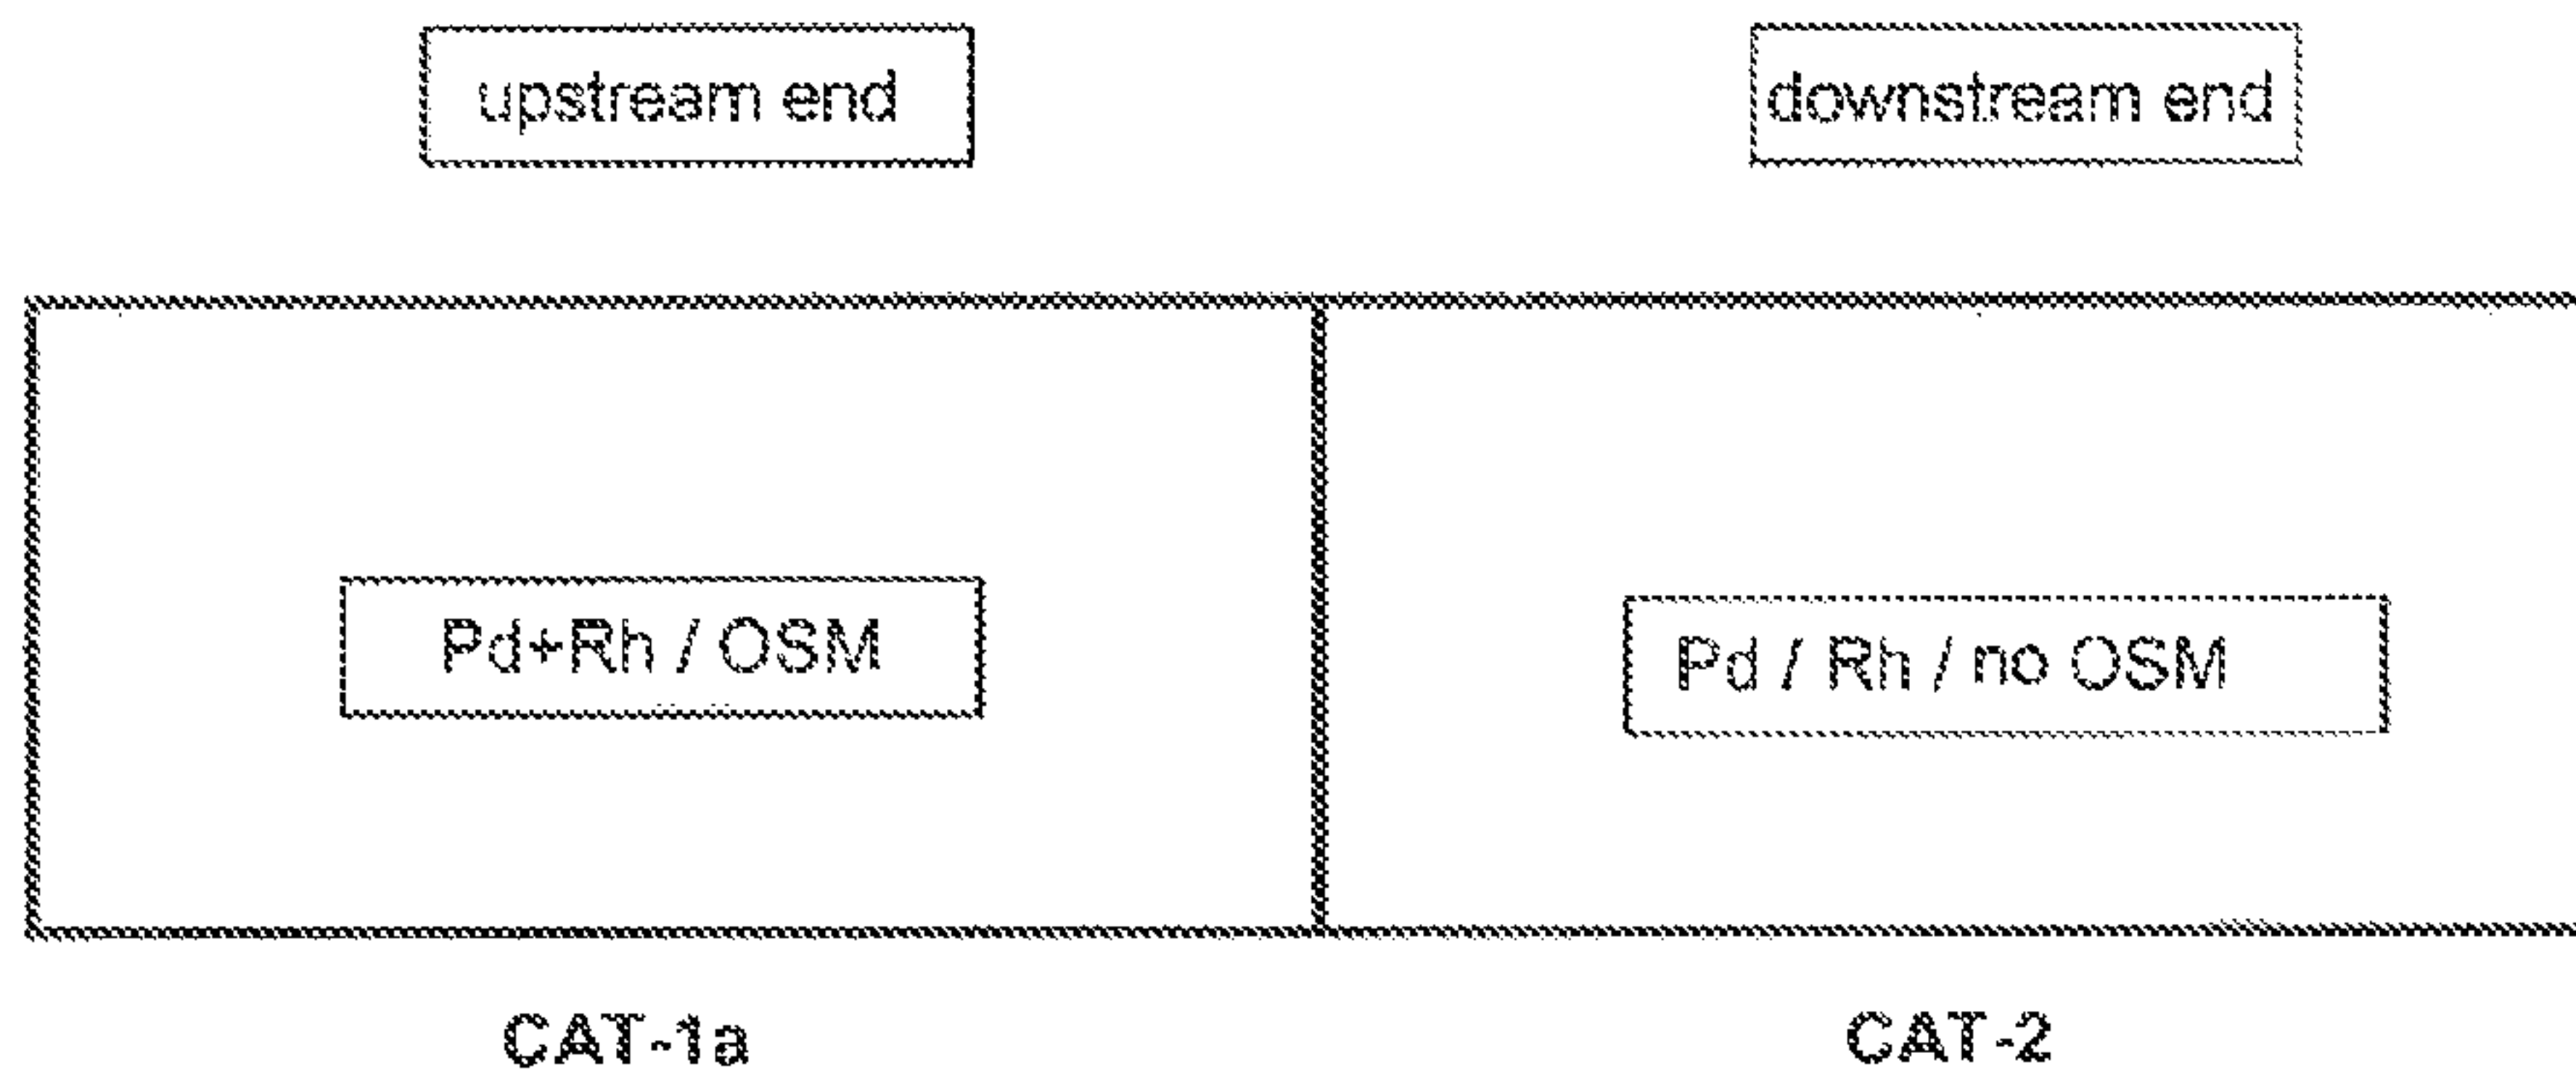 upstream end
downstream end
Pd+Rh / OSM
Pd / Rh / no OSM
CAT-1a
CAT-2